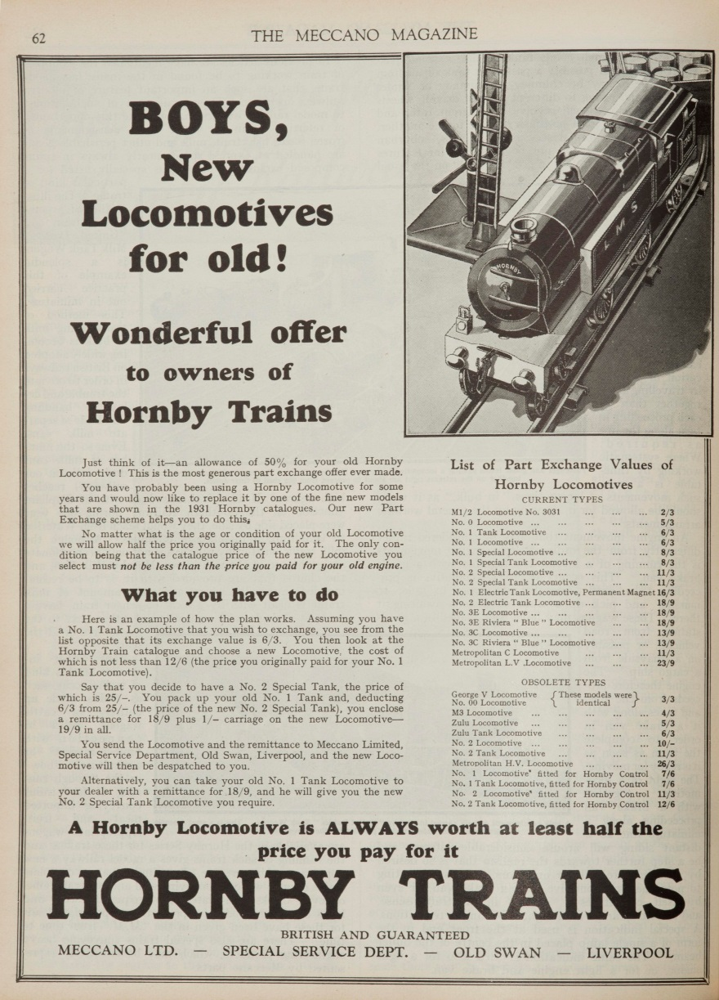 62
THE MECCANO MAGAZINE
BOYS,
New
Locomotives
for old!
Wonderful offer
to owners of
Hornby Trains
HORNBY
L M S
Just think of it—an allowance of 50% for your old Hornby
Locomotive ! This is the most generous part exchange offer ever made.
You have probably been using a Hornby Locomotive for some
years and would now like to replace it by one of the fine new models
that are shown in the 1931 Hornby catalogues. Our new Part
Exchange scheme helps you to do this.
No matter what is the age or condition of your old Locomotive
we will allow half the price you originally paid for it. The only con-
dition being that the catalogue price of the new Locomotive you
select must not be less than the price you paid for your old engine.
What you have to do
Here is an example of how the plan works. Assuming you have
a No. 1 Tank Locomotive that you wish to exchange, you see from the
list opposite that its exchange value is 6/3. You then look at the
Hornby Train catalogue and choose a new Locomotive, the cost of
which is not less than 12/6 (the price you originally paid for your No. 1
Tank Locomotive).
Say that you decide to have a No. 2 Special Tank, the price of
which is 25/–. You pack up your old No. 1 Tank and, deducting
6/3 from 25/– (the price of the new No. 2 Special Tank), you enclose
a remittance for 18/9 plus 1/– carriage on the new Locomotive—
19/9 in all.
You send the Locomotive and the remittance to Meccano Limited,
Special Service Department, Old Swan, Liverpool, and the new Loco-
motive will then be despatched to you.
Alternatively, you can take your old No. 1 Tank Locomotive to
your dealer with a remittance for 18/9, and he will give you the new
No. 2 Special Tank Locomotive you require.
List of Part Exchange Values of
Hornby Locomotives
CURRENT TYPES
M1/2 Locomotive No. 3031 ... ... ... 2/3
No. 0 Locomotive ... ... ... ... 5/3
No. 1 Tank Locomotive ... ... ... ... 6/3
No. 1 Locomotive ... ... ... ... 6/3
No. 1 Special Locomotive ... ... ... ... 8/3
No. 1 Special Tank Locomotive ... ... ... 8/3
No. 2 Special Locomotive ... ... ... ... 11/3
No. 2 Special Tank Locomotive ... ... ... 11/3
No. 1 Electric Tank Locomotive, Permanent Magnet 16/3
No. 2 Electric Tank Locomotive ... ... ... 18/9
No. 3E Locomotive ... ... ... ... 18/9
No. 3E Riviera " Blue " Locomotive ... ... 18/9
No. 3C Locomotive ... ... ... ... 13/9
No. 3C Riviera " Blue " Locomotive ... ... 13/9
Metropolitan C Locomotive ... ... ... 11/3
Metropolitan L.V .Locomotive ... ... ... 23/9
OBSOLETE TYPES
George V Locomotive { These models were }
No. 00 Locomotive { identical } 3/3
M3 Locomotive ... ... ... ... 4/3
Zulu Locomotive ... ... ... ... 5/3
Zulu Tank Locomotive ... ... ... ... 6/3
No. 2 Locomotive ... ... ... ... 10/–
No. 2 Tank Locomotive ... ... ... ... 11/3
Metropolitan H.V. Locomotive ... ... ... 26/3
No. 1 Locomotive fitted for Hornby Control 7/6
No. 1 Tank Locomotive, fitted for Hornby Control 7/6
No. 2 Locomotive fitted for Hornby Control 11/3
No. 2 Tank Locomotive, fitted for Hornby Control 12/6
A Hornby Locomotive is ALWAYS worth at least half the
price you pay for it
HORNBY TRAINS
BRITISH AND GUARANTEED
MECCANO LTD. — SPECIAL SERVICE DEPT. — OLD SWAN — LIVERPOOL